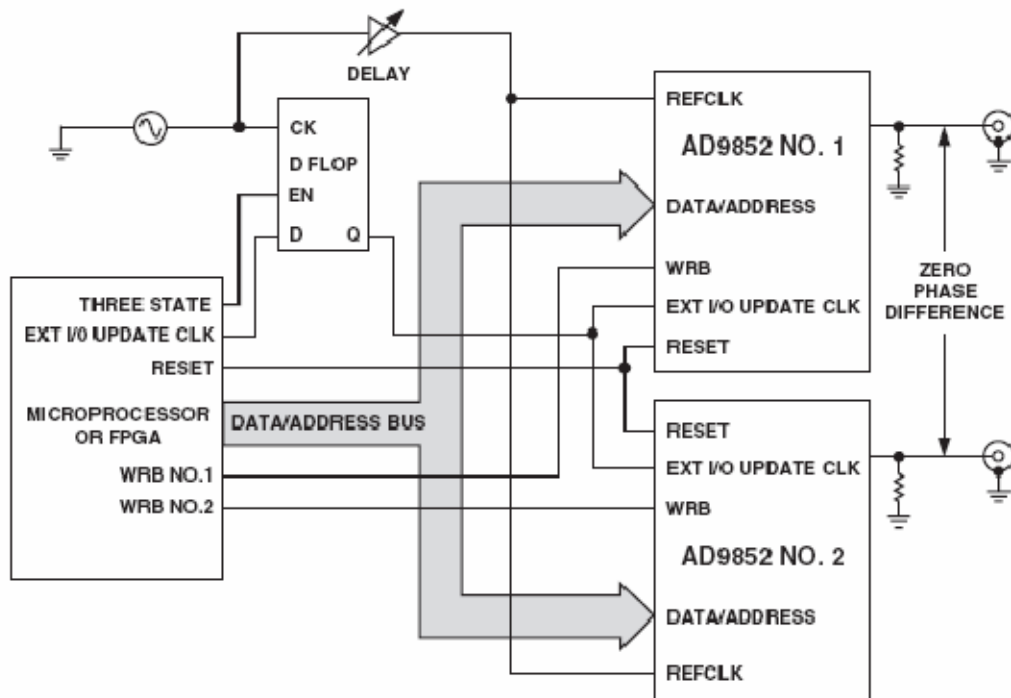 DELAY
CK
D FLOP
EN
D Q
THREE STATE
EXT I/0 UPDATE CLK
RESET
MICROPROCESSOR
OR FPGA
WRB NO.1
WRB NO.2
DATA/ADDRESS BUS
REFCLK
AD9852 NO. 1
DATA/ADDRESS
WRB
EXT I/O UPDATE CLK
RESET
ZERO
PHASE
DIFFERENCE
RESET
EXT I/O UPDATE CLK
WRB
AD9852 NO. 2
DATA/ADDRESS
REFCLK